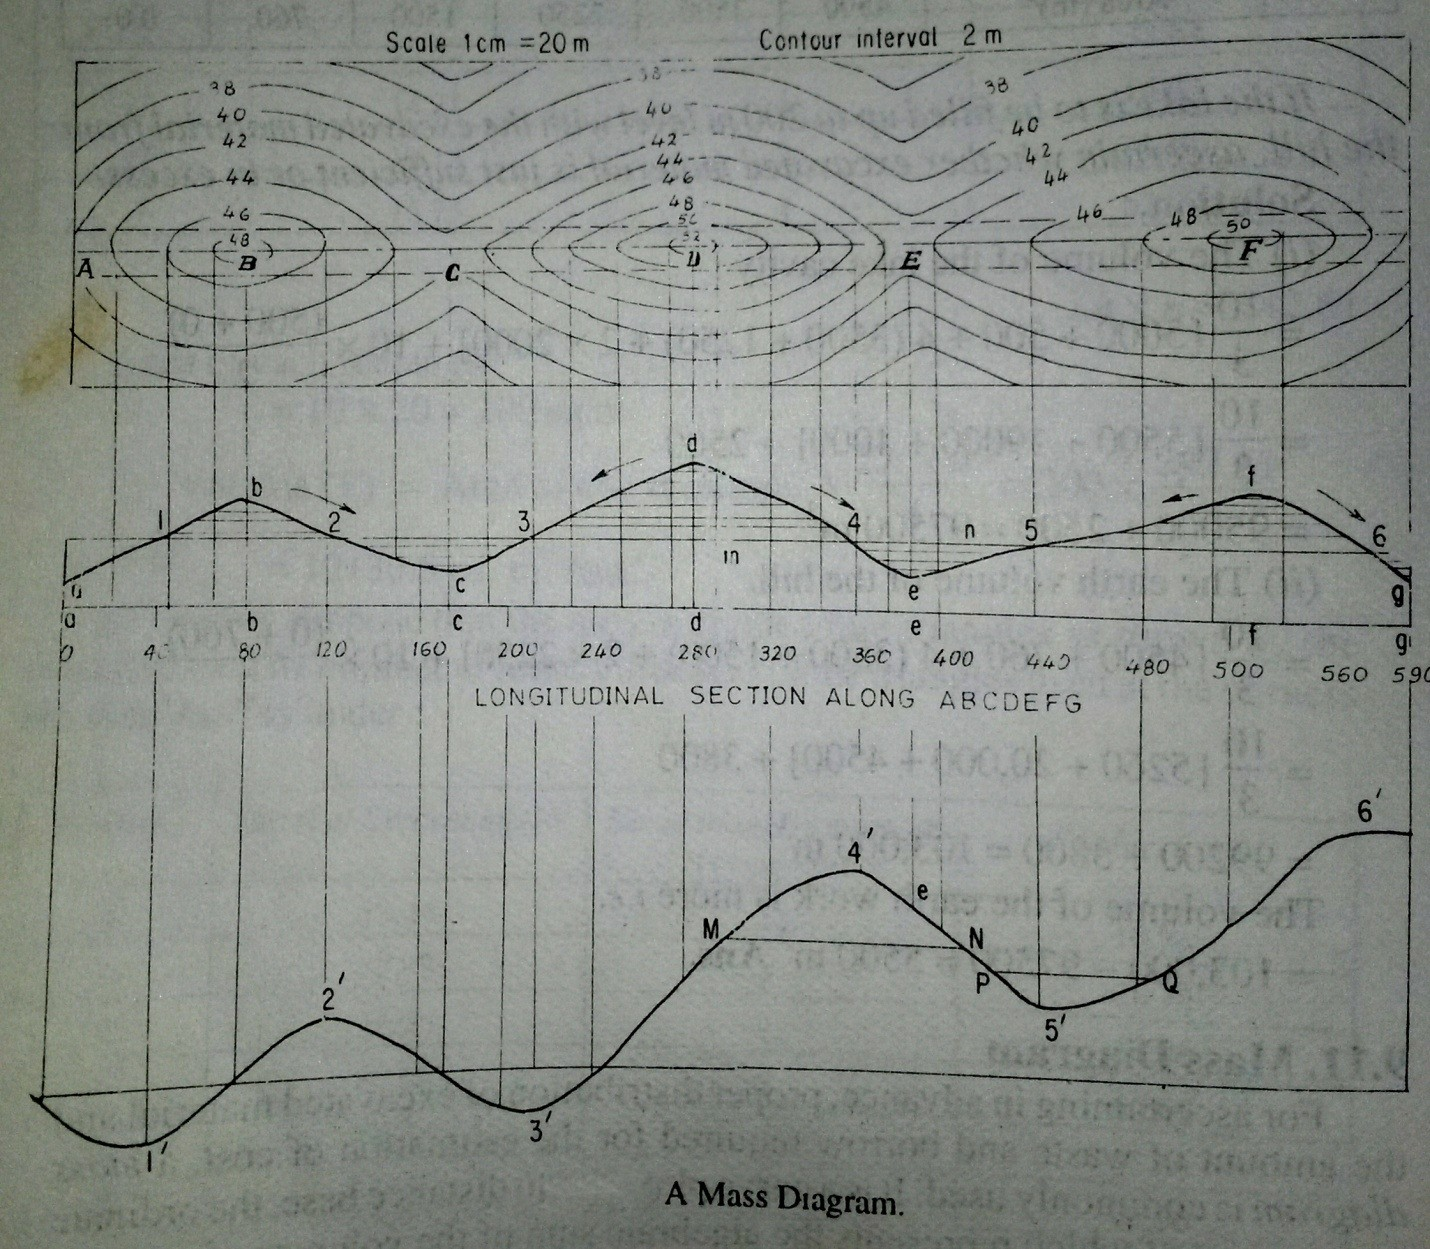 Scale 1cm = 20m Contour interval 2 m
38 38 38
40 40 40
42 42 42
44 44 44
46 46 46
48 48 48
50 50
52
A B C D E F
a 1 b 2 c 3 d m 4 e n 5 f 6 g
a b c d e f g
0 40 80 120 160 200 240 280 320 360 400 440 480 500 560 590
LONGITUDINAL SECTION ALONG ABCDEFG
6'
4'
e
M N
P Q
2'
5'
3'
1'
A Mass Diagram.